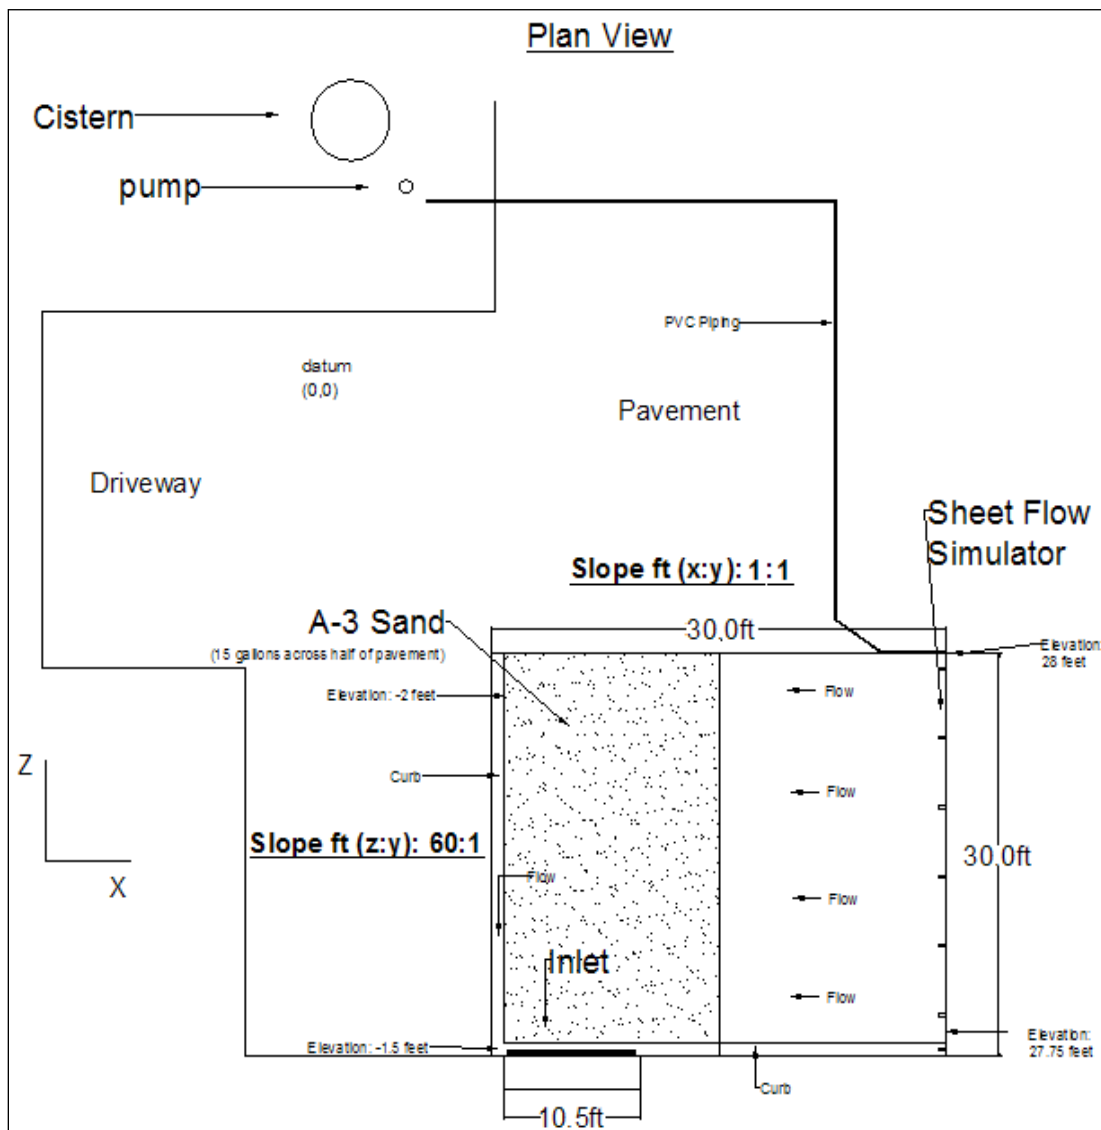 Plan View
Cistern
pump
PVC Piping
datum
(0,0)
Pavement
Driveway
Sheet Flow
Simulator
Slope ft (x:y): 1:1
A-3 Sand
(15 gallons across half of pavement)
30.0ft
Elevation:
28 feet
Elevation: -2 feet
Flow
Z
Curb
Flow
Slope ft (z:y): 60:1
30.0ft
X
Flow
Flow
Inlet
Flow
Elevation: -1.5 feet
Elevation:
27.75 feet
Curb
10.5ft